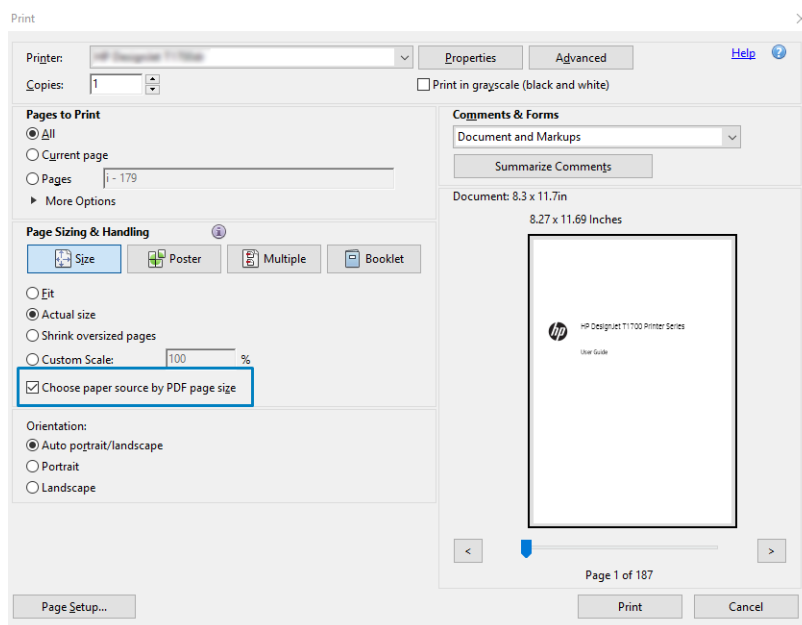 Print
Printer: Properties Advanced Help
Copies: 1 Print in grayscale (black and white)
Pages to Print
All
Current page
Pages i - 179
More Options
Page Sizing & Handling
Size Poster Multiple Booklet
Fit
Actual size
Shrink oversized pages
Custom Scale: 100 %
Choose paper source by PDF page size
Orientation:
Auto portrait/landscape
Portrait
Landscape
Comments & Forms
Document and Markups
Summarize Comments
Document: 8.3 x 11.7in
8.27 x 11.69 Inches
hp
HP DesignJet T1700 Printer Series
User Guide
< >
Page 1 of 187
Page Setup... Print Cancel